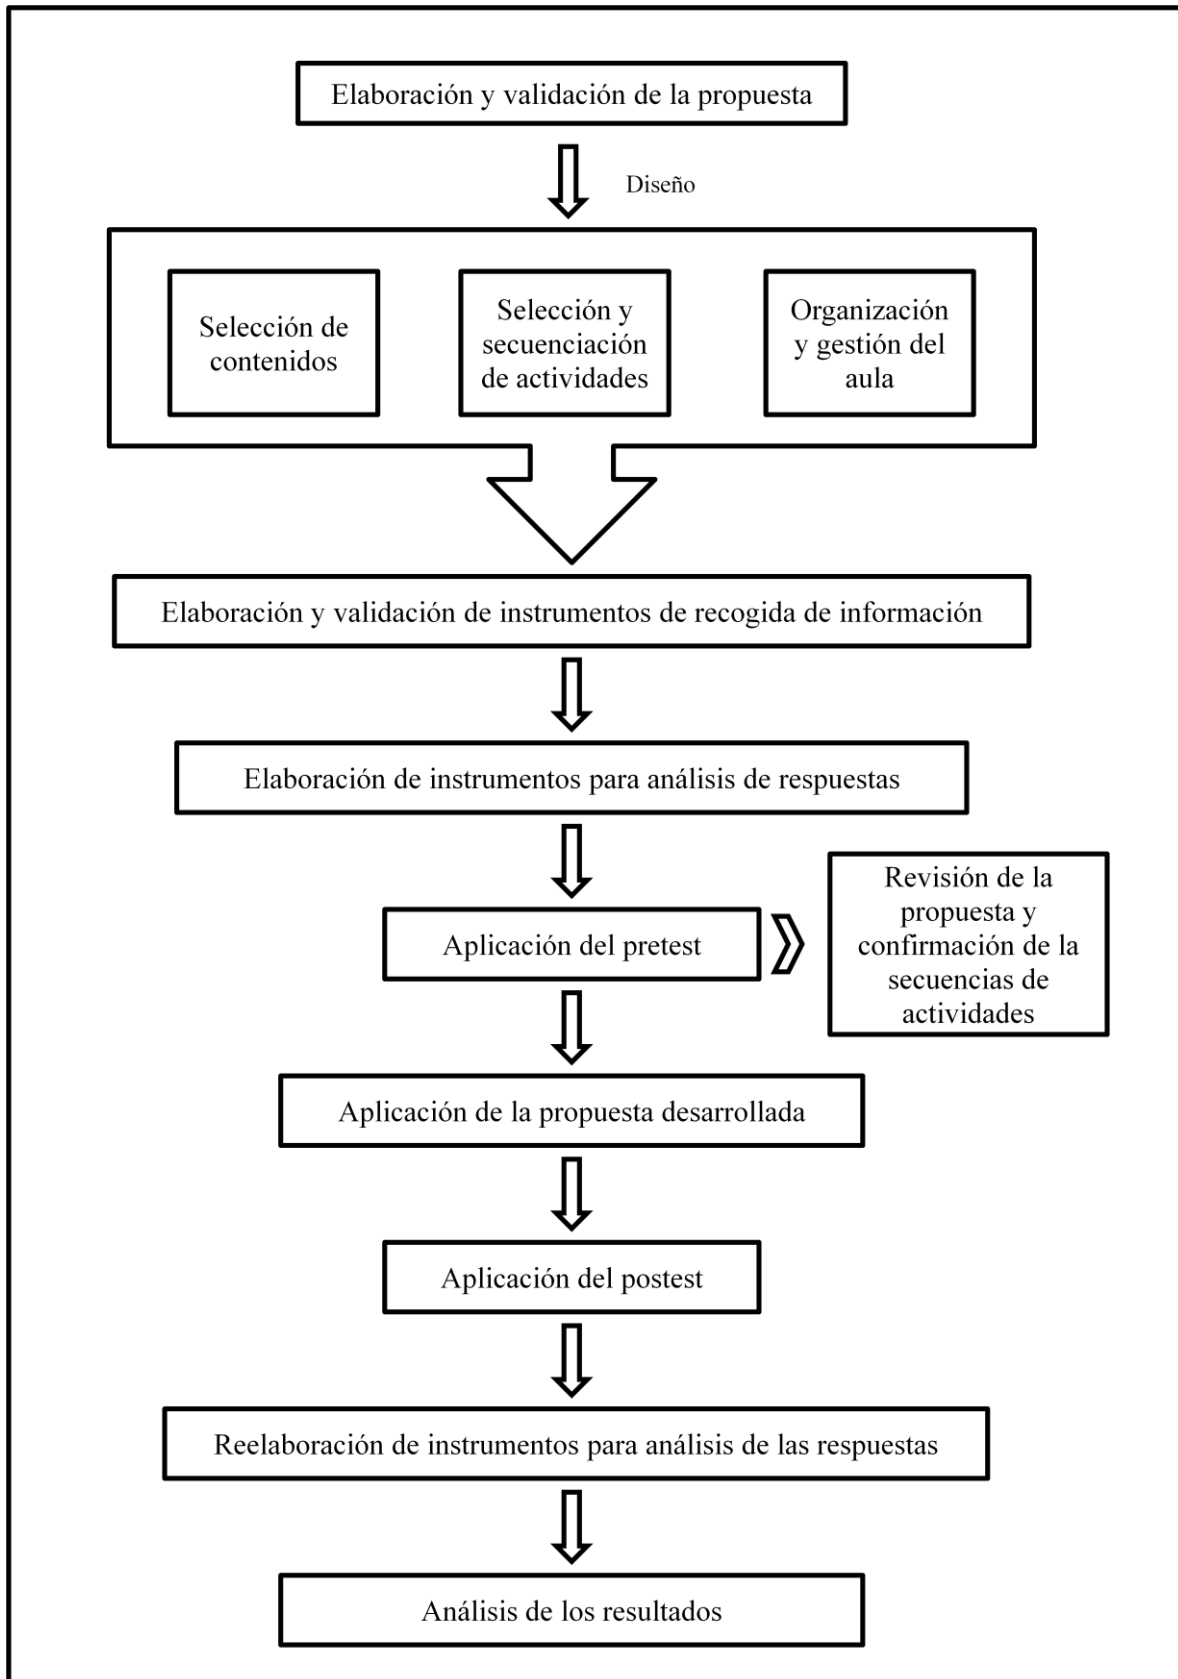 Elaboración y validación de la propuesta
Diseño
Selección de
contenidos
Selección y
secuenciación
de actividades
Organización
y gestión del
aula
Elaboración y validación de instrumentos de recogida de información
Elaboración de instrumentos para análisis de respuestas
Aplicación del pretest
Revisión de la
propuesta y
confirmación de la
secuencias de
actividades
Aplicación de la propuesta desarrollada
Aplicación del postest
Reelaboración de instrumentos para análisis de las respuestas
Análisis de los resultados